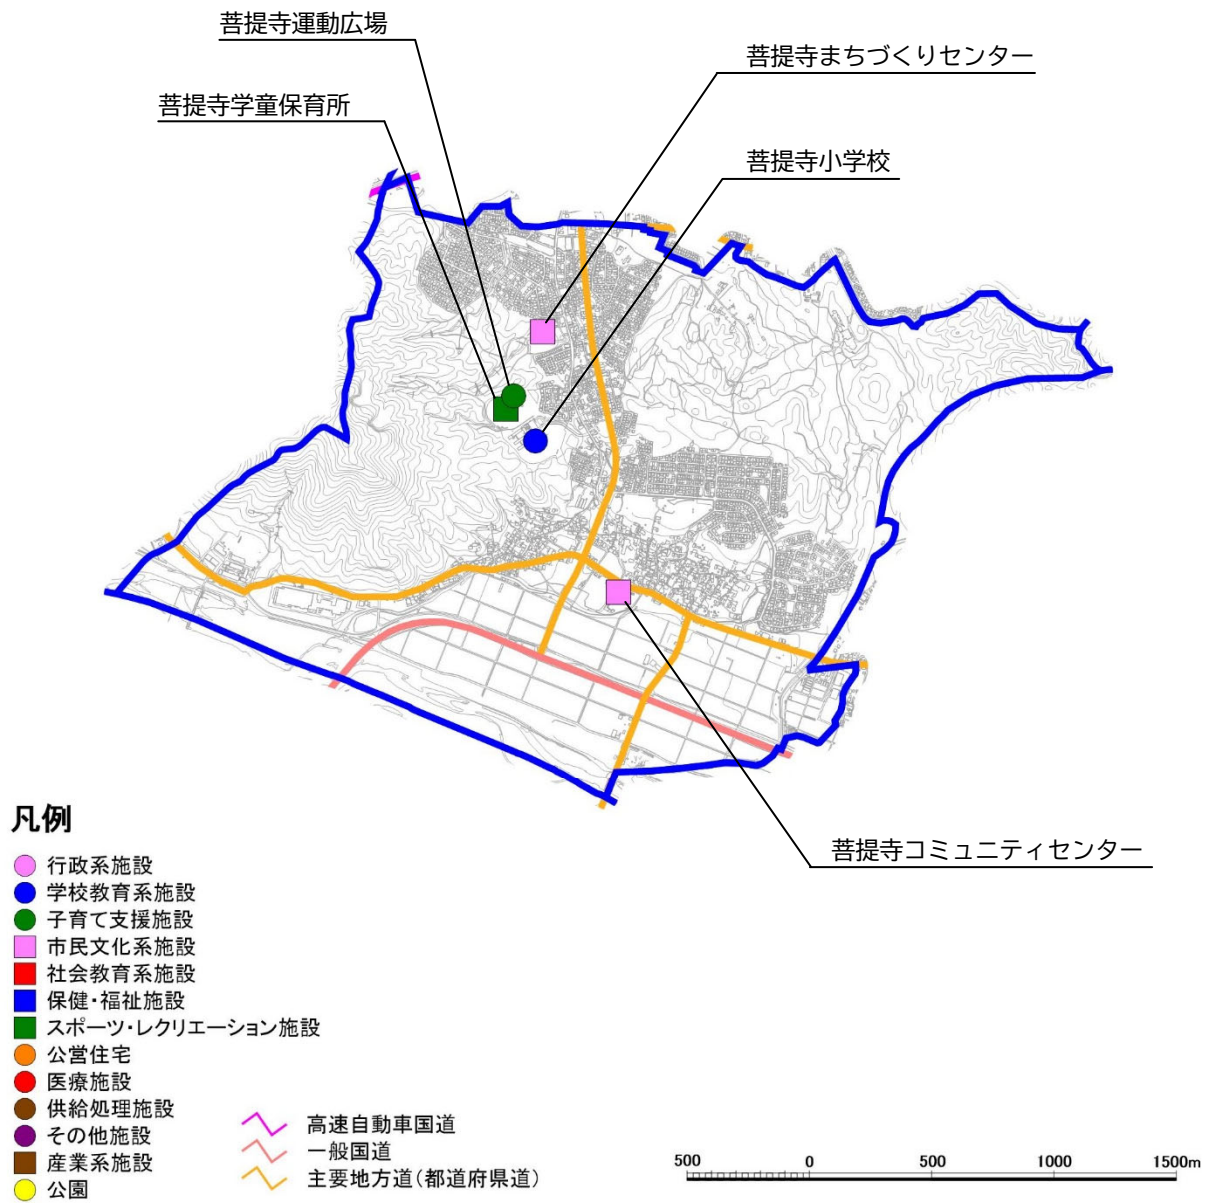 菩提寺運動広場
菩提寺まちづくりセンター
菩提寺学童保育所
菩提寺小学校
菩提寺コミュニティセンター
凡例
行政系施設
学校教育系施設
子育て支援施設
市民文化系施設
社会教育系施設
保健・福祉施設
スポーツ・レクリエーション施設
公営住宅
医療施設
供給処理施設
その他施設
産業系施設
公園
高速自動車国道
一般国道
主要地方道(都道府県道)
500 0 500 1000 1500m